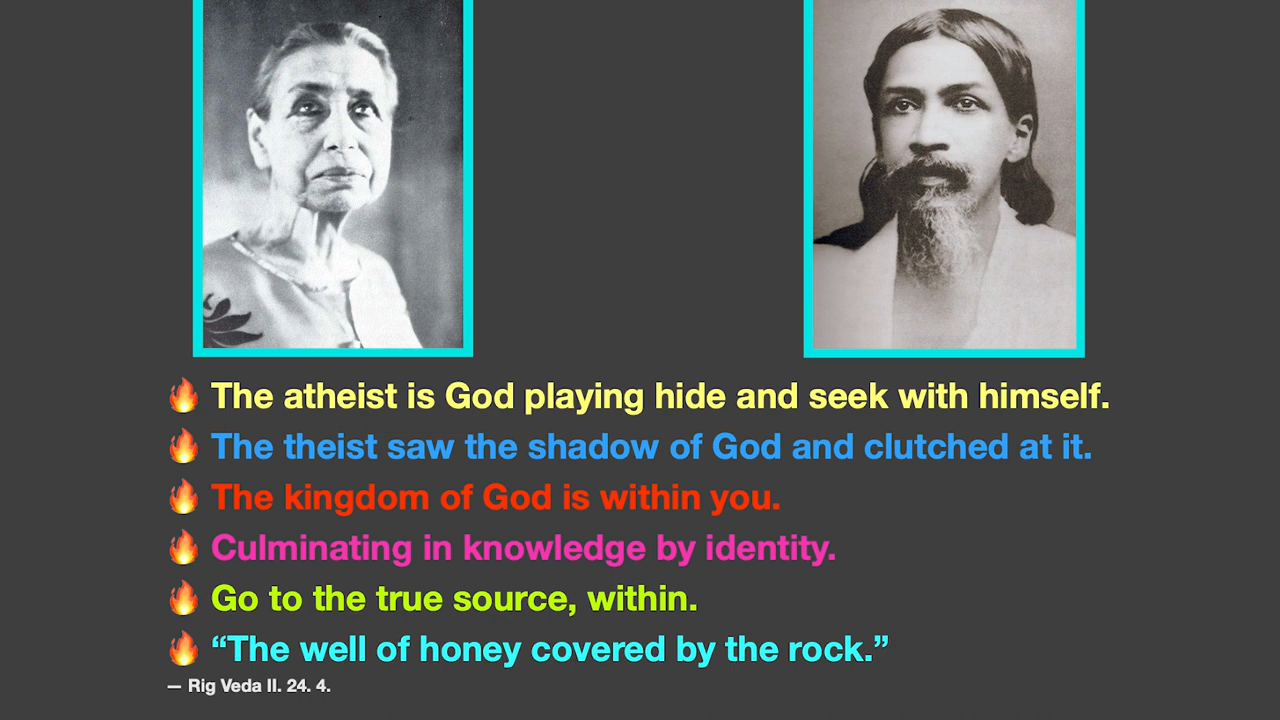 🔥 The atheist is God playing hide and seek with himself.
🔥 The theist saw the shadow of God and clutched at it.
🔥 The kingdom of God is within you.
🔥 Culminating in knowledge by identity.
🔥 Go to the true source, within.
🔥 “The well of honey covered by the rock.”
— Rig Veda II. 24. 4.